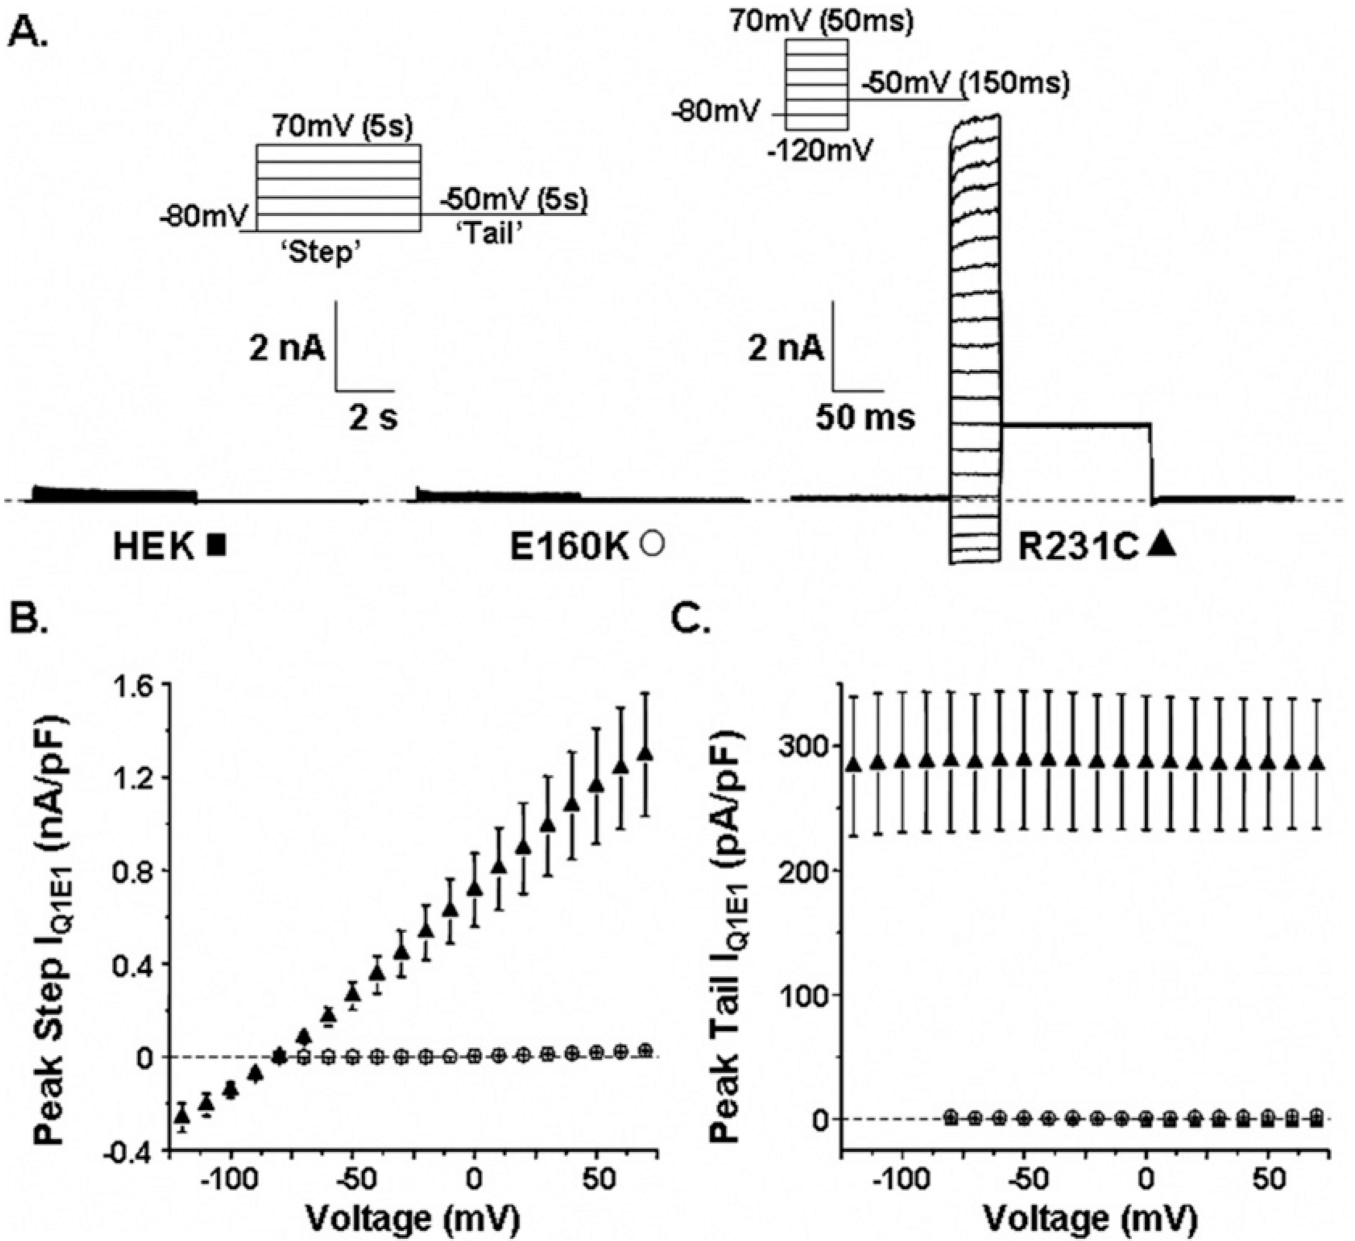 A.
70mV (5s)
-80mV
-50mV (5s)
'Step'
'Tail'
2 nA
2 s
70mV (50ms)
-50mV (150ms)
-80mV
-120mV
2 nA
50 ms
HEK ■
E160K ○
R231C ▲
B.
Peak Step I_Q1E1 (nA/pF)
1.6
1.2
0.8
0.4
0
-0.4
-100 -50 0 50
Voltage (mV)
C.
Peak Tail I_Q1E1 (pA/pF)
300
200
100
0
-100 -50 0 50
Voltage (mV)